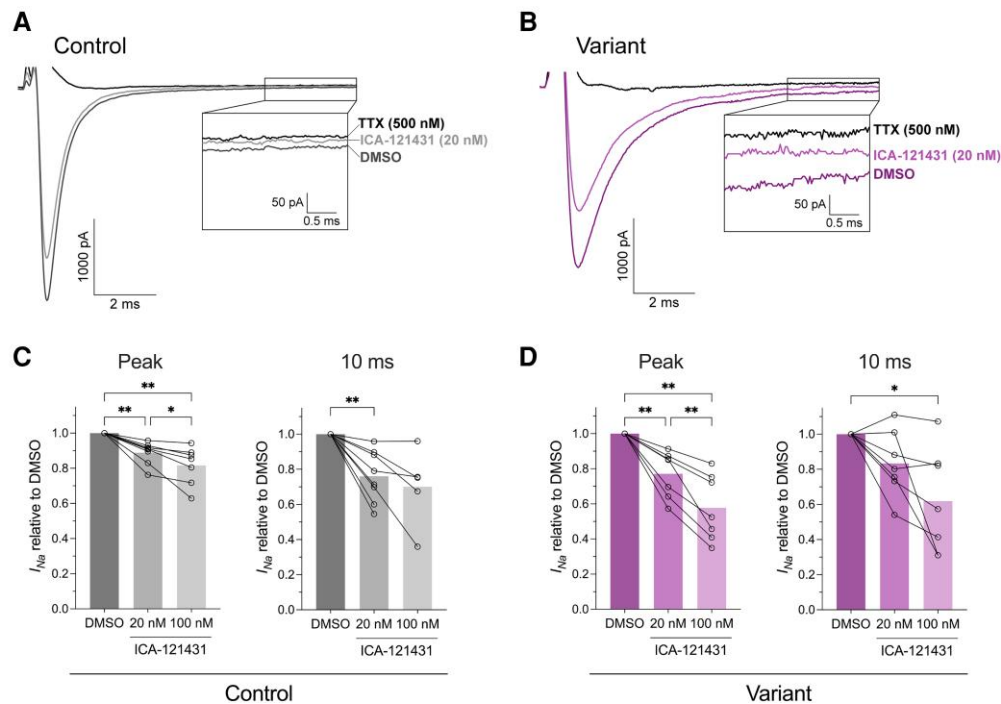 A
Control
TTX (500 nM)
ICA-121431 (20 nM)
DMSO
50 pA
0.5 ms
1000 pA
2 ms
B
Variant
TTX (500 nM)
ICA-121431 (20 nM)
DMSO
50 pA
0.5 ms
1000 pA
2 ms
C
Peak
**
** *
I_Na relative to DMSO
1.0
0.8
0.6
0.4
0.2
0.0
DMSO 20 nM 100 nM
ICA-121431
10 ms
**
I_Na relative to DMSO
1.0
0.8
0.6
0.4
0.2
0.0
DMSO 20 nM 100 nM
ICA-121431
Control
D
Peak
**
** **
I_Na relative to DMSO
1.0
0.8
0.6
0.4
0.2
0.0
DMSO 20 nM 100 nM
ICA-121431
10 ms
*
I_Na relative to DMSO
1.0
0.8
0.6
0.4
0.2
0.0
DMSO 20 nM 100 nM
ICA-121431
Variant